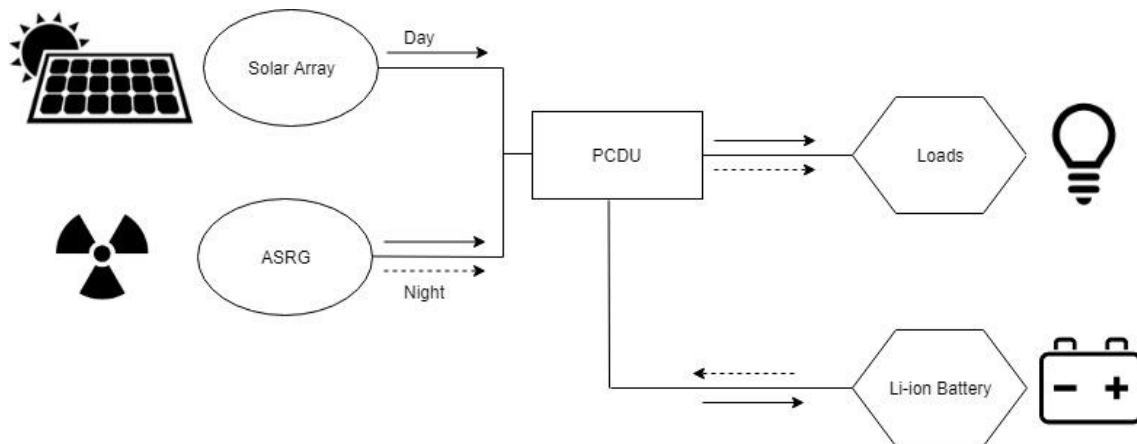 Day
Solar Array
PCDU
Loads
ASRG
Night
Li-ion Battery